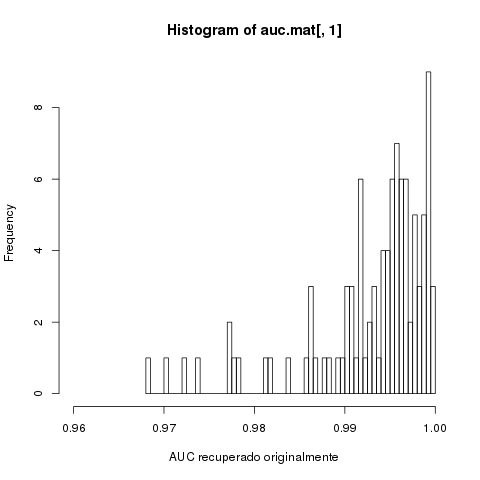 Histogram of auc.mat[, 1]
Frequency
8
6
4
2
0
0.96 0.97 0.98 0.99 1.00
AUC recuperado originalmente